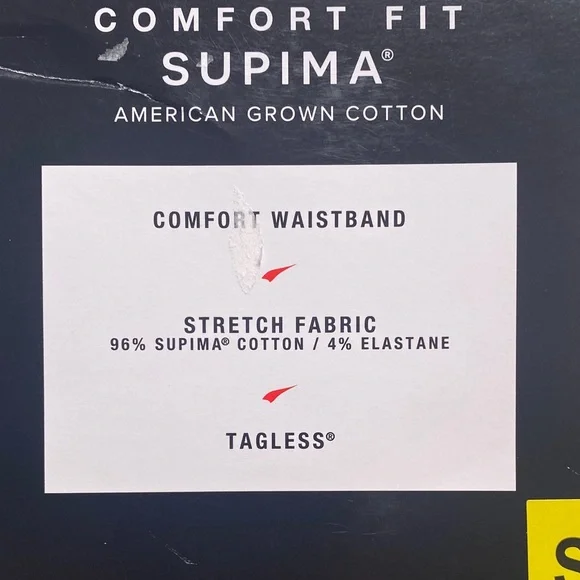 COMFORT FIT
SUPIMA®
AMERICAN GROWN COTTON
COMFORT WAISTBAND
STRETCH FABRIC
96% SUPIMA® COTTON / 4% ELASTANE
TAGLESS®